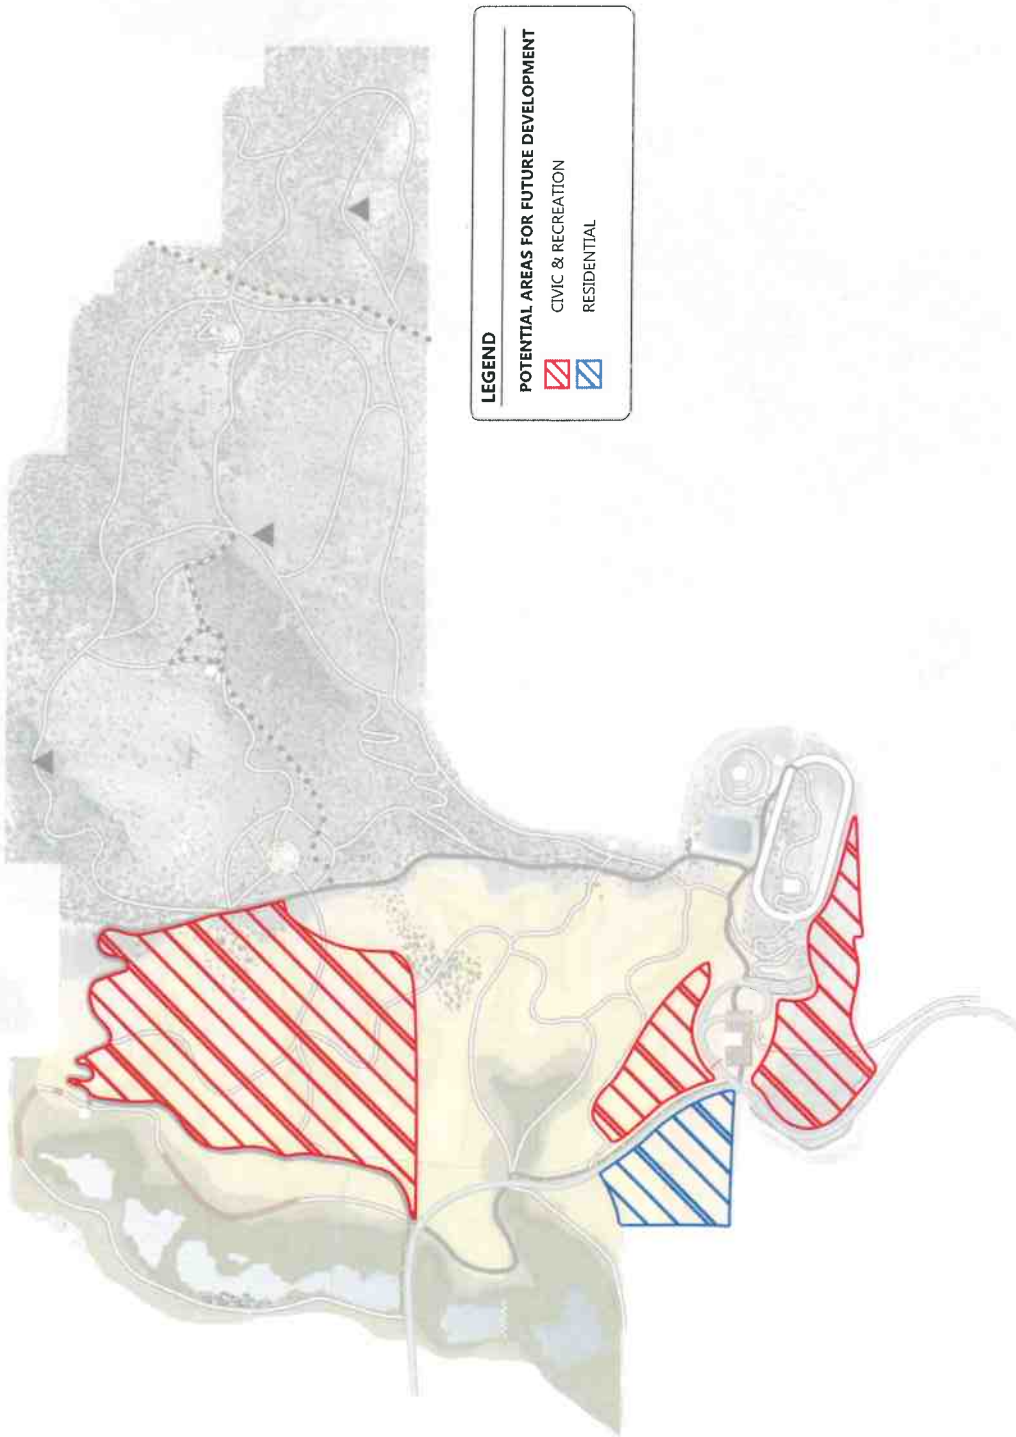 LEGEND
POTENTIAL AREAS FOR FUTURE DEVELOPMENT
CIVIC & RECREATION
RESIDENTIAL